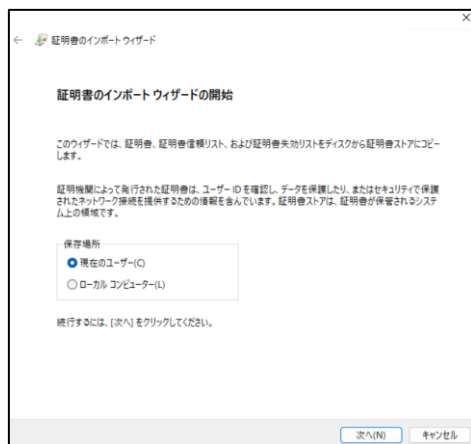 証明書のインポート ウィザード
証明書のインポート ウィザードの開始
このウィザードでは、証明書、証明書信頼リスト、および証明書失効リストをディスクから証明書ストアにコピー
します。
証明機関によって発行された証明書は、ユーザー ID を確認し、データを保護したり、またはセキュリティで保護
されたネットワーク接続を提供するための情報を含んでいます。証明書ストアは、証明書が保管されるシステ
ム上の領域です。
保存場所
現在のユーザー(C)
ローカル コンピューター(L)
続行するには、[次へ] をクリックしてください。
次へ(N)
キャンセル